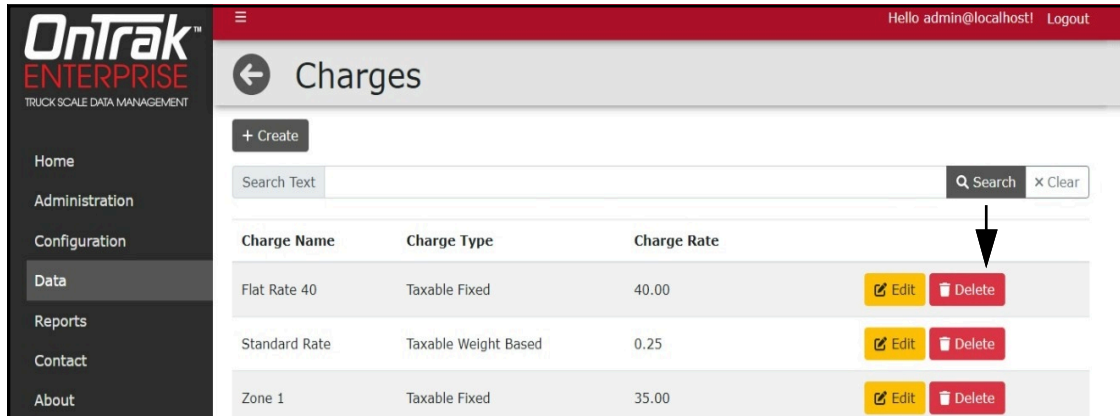 OnTrak™
ENTERPRISE
TRUCK SCALE DATA MANAGEMENT
Home
Administration
Configuration
Data
Reports
Contact
About
Hello admin@localhost! Logout
Charges
+ Create
Search Text Search × Clear
Charge Name Charge Type Charge Rate
Flat Rate 40 Taxable Fixed 40.00 Edit Delete
Standard Rate Taxable Weight Based 0.25 Edit Delete
Zone 1 Taxable Fixed 35.00 Edit Delete